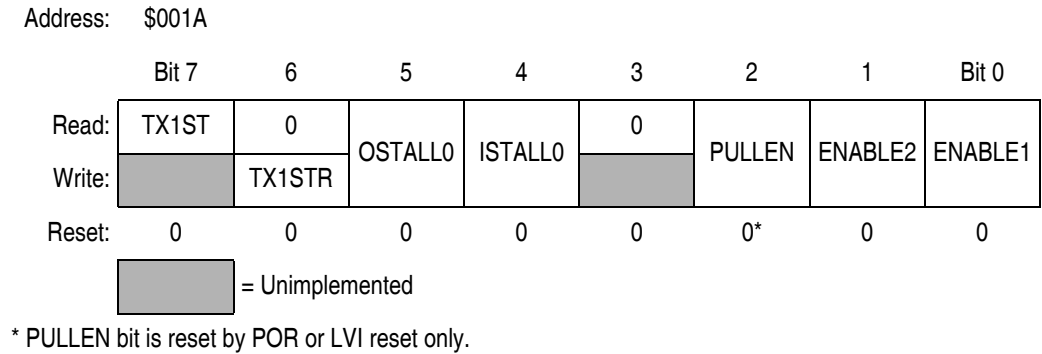 Address: $001A
Bit 7 6 5 4 3 2 1 Bit 0
Read: TX1ST 0 OSTALL0 ISTALL0 0 PULLEN ENABLE2 ENABLE1
Write: TX1STR
Reset: 0 0 0 0 0 0* 0 0
= Unimplemented
* PULLEN bit is reset by POR or LVI reset only.